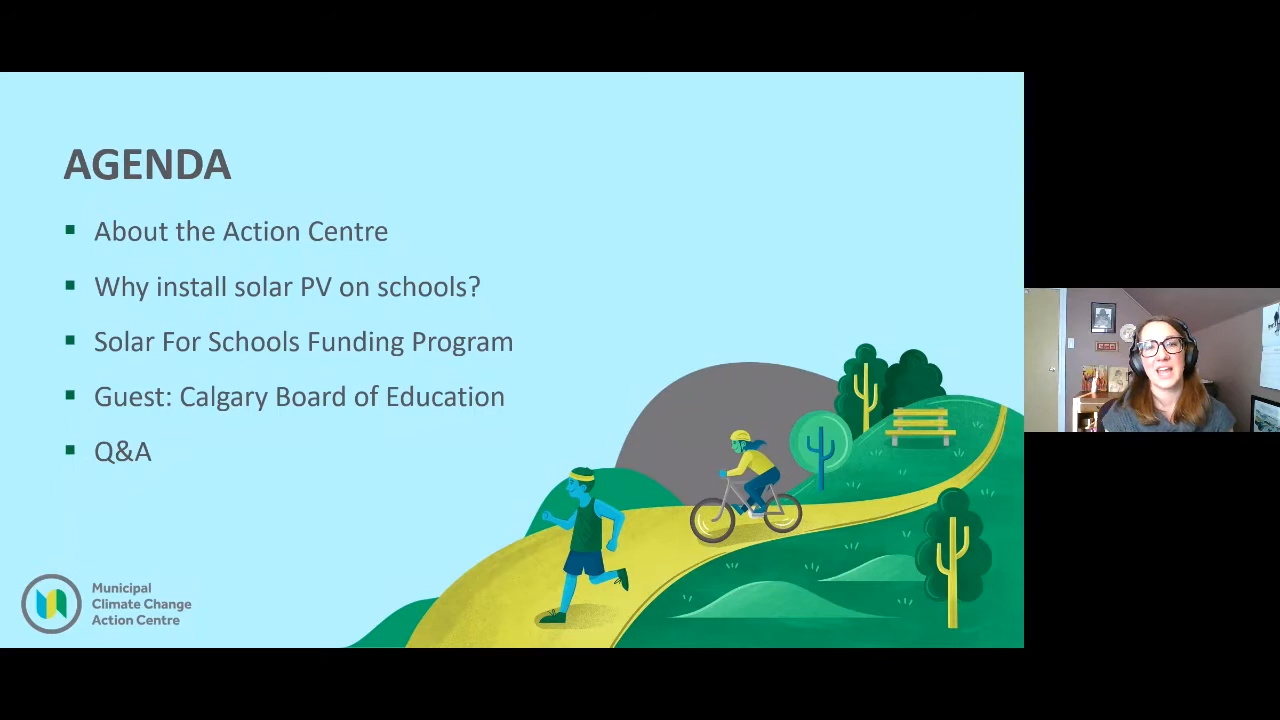 AGENDA
▪ About the Action Centre
▪ Why install solar PV on schools?
▪ Solar For Schools Funding Program
▪ Guest: Calgary Board of Education
▪ Q&A
Municipal
Climate Change
Action Centre